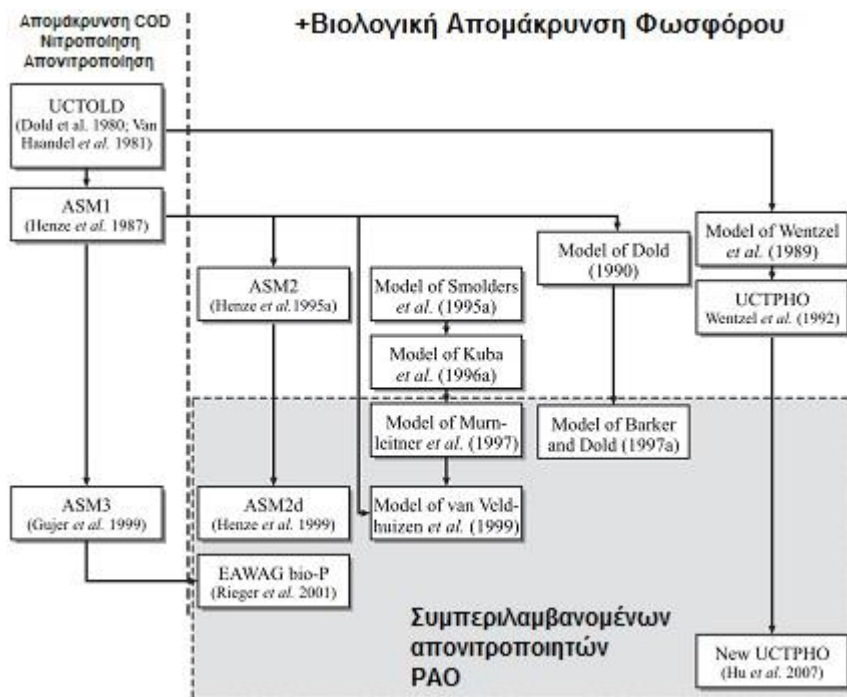 Απομάκρυνση COD
Νιτροποίηση
Απονιτροποίηση
+Βιολογική Απομάκρυνση Φωσφόρου
UCTOLD
(Dold et al. 1980; Van
Haandel et al. 1981)
ASM1
(Henze et al. 1987)
Model of Wentzel
et al. (1989)
Model of Dold
(1990)
ASM2
(Henze et al.1995a)
Model of Smolders
et al. (1995a)
UCTPHO
Wentzel et al. (1992)
Model of Kuba
et al. (1996a)
Model of Murn-
leitner et al. (1997)
Model of Barker
and Dold (1997a)
ASM3
(Gujer et al. 1999)
ASM2d
(Henze et al. 1999)
Model of van Veld-
huizen et al. (1999)
EAWAG bio-P
(Rieger et al. 2001)
Συμπεριλαμβανομένων
απονιτροποιητών
PAO
New UCTPHO
(Hu et al. 2007)